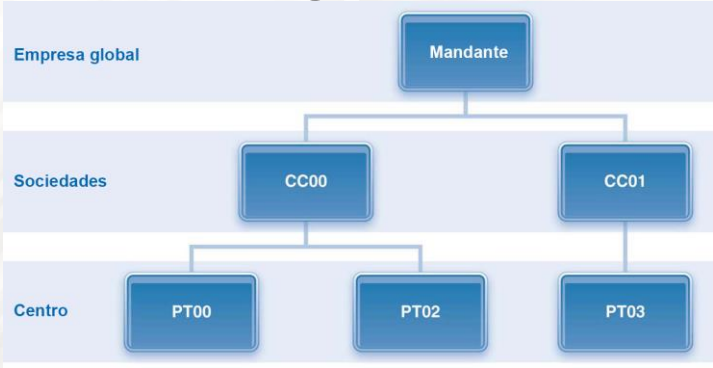 Empresa global
Mandante
Sociedades
CC00
CC01
Centro
PT00
PT02
PT03